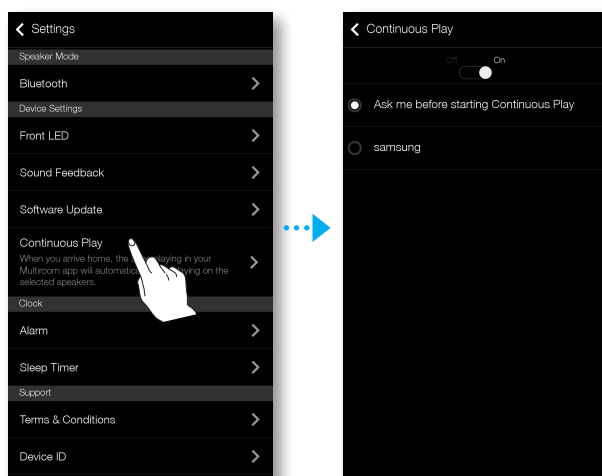 Settings
Speaker Mode
Bluetooth
Device Settings
Front LED
Sound Feedback
Software Update
Continuous Play
When you arrive home, the playing in your
Multiroom app will playing on the
selected speakers.
Clock
Alarm
Sleep Timer
Support
Terms & Conditions
Device ID
Continuous Play
Off On
Ask me before starting Continuous Play
samsung